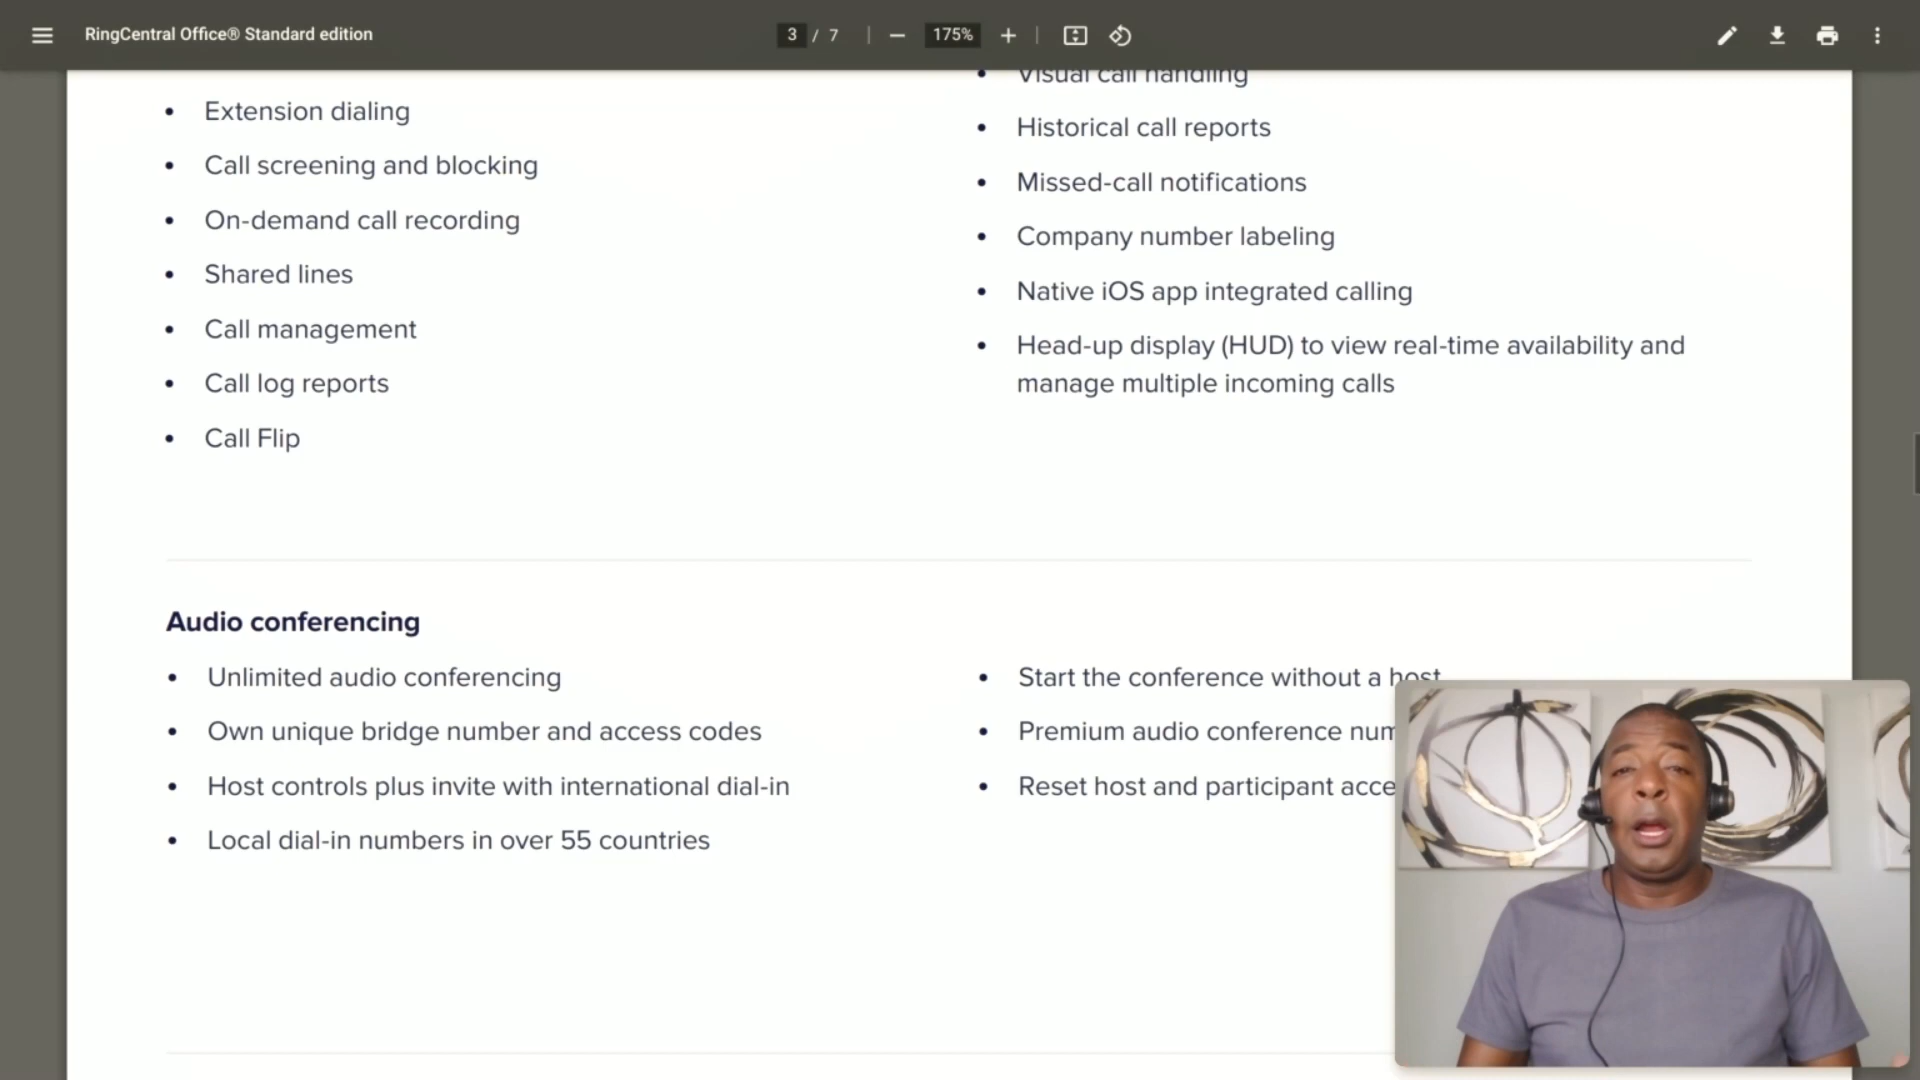 RingCentral Office® Standard edition
3 / 7
175%
Extension dialing
Call screening and blocking
On-demand call recording
Shared lines
Call management
Call log reports
Call Flip
Visual call handling
Historical call reports
Missed-call notifications
Company number labeling
Native iOS app integrated calling
Head-up display (HUD) to view real-time availability and
manage multiple incoming calls
Audio conferencing
Unlimited audio conferencing
Own unique bridge number and access codes
Host controls plus invite with international dial-in
Local dial-in numbers in over 55 countries
Start the conference without a host
Premium audio conference num
Reset host and participant acce